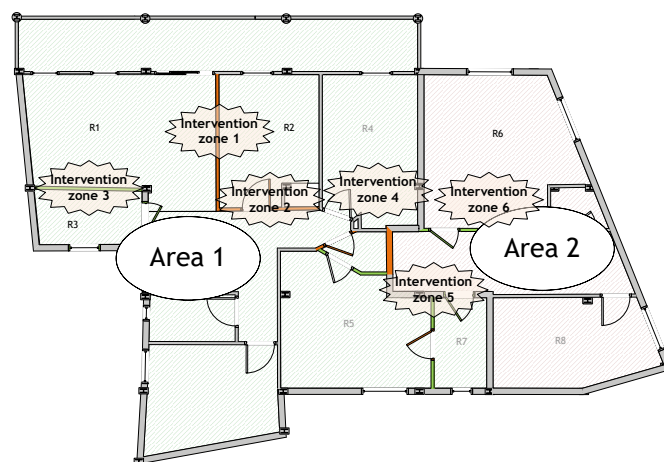 Intervention
zone 1
R1
R2
R4
R6
Intervention
zone 3
Intervention
zone 2
Intervention
zone 4
Intervention
zone 6
R3
Area 1
Area 2
Intervention
zone 5
R5
R7
R8